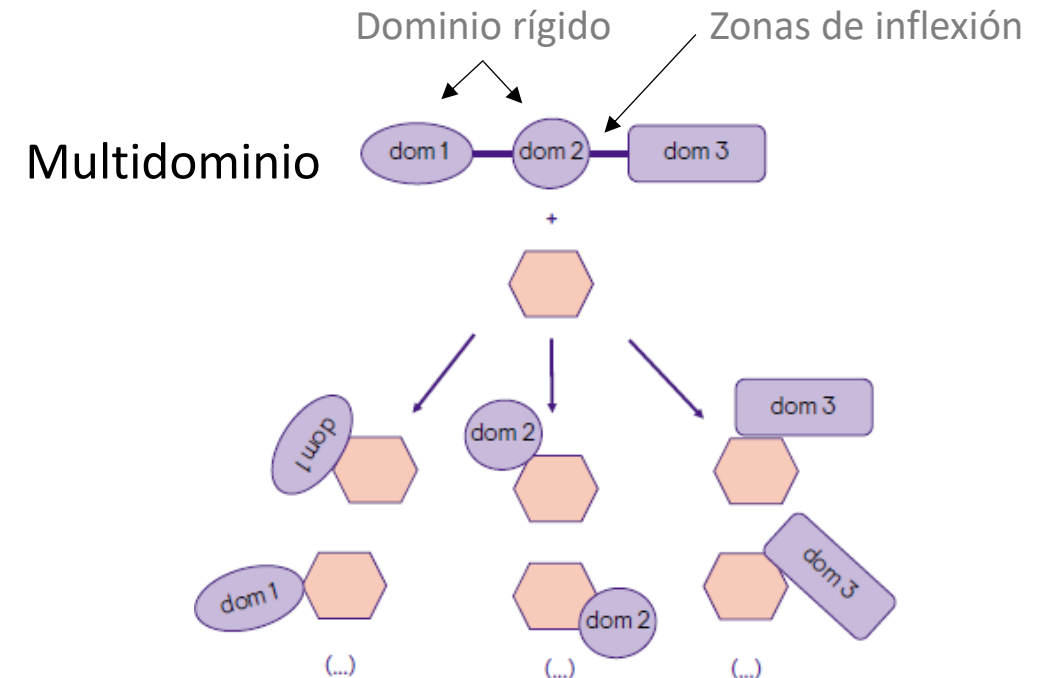 Dominio rígido
Zonas de inflexión
Multidominio
dom 1
dom 2
dom 3
+
dom 1
dom 2
dom 3
dom 1
dom 2
dom 3
(...)
(...)
(...)